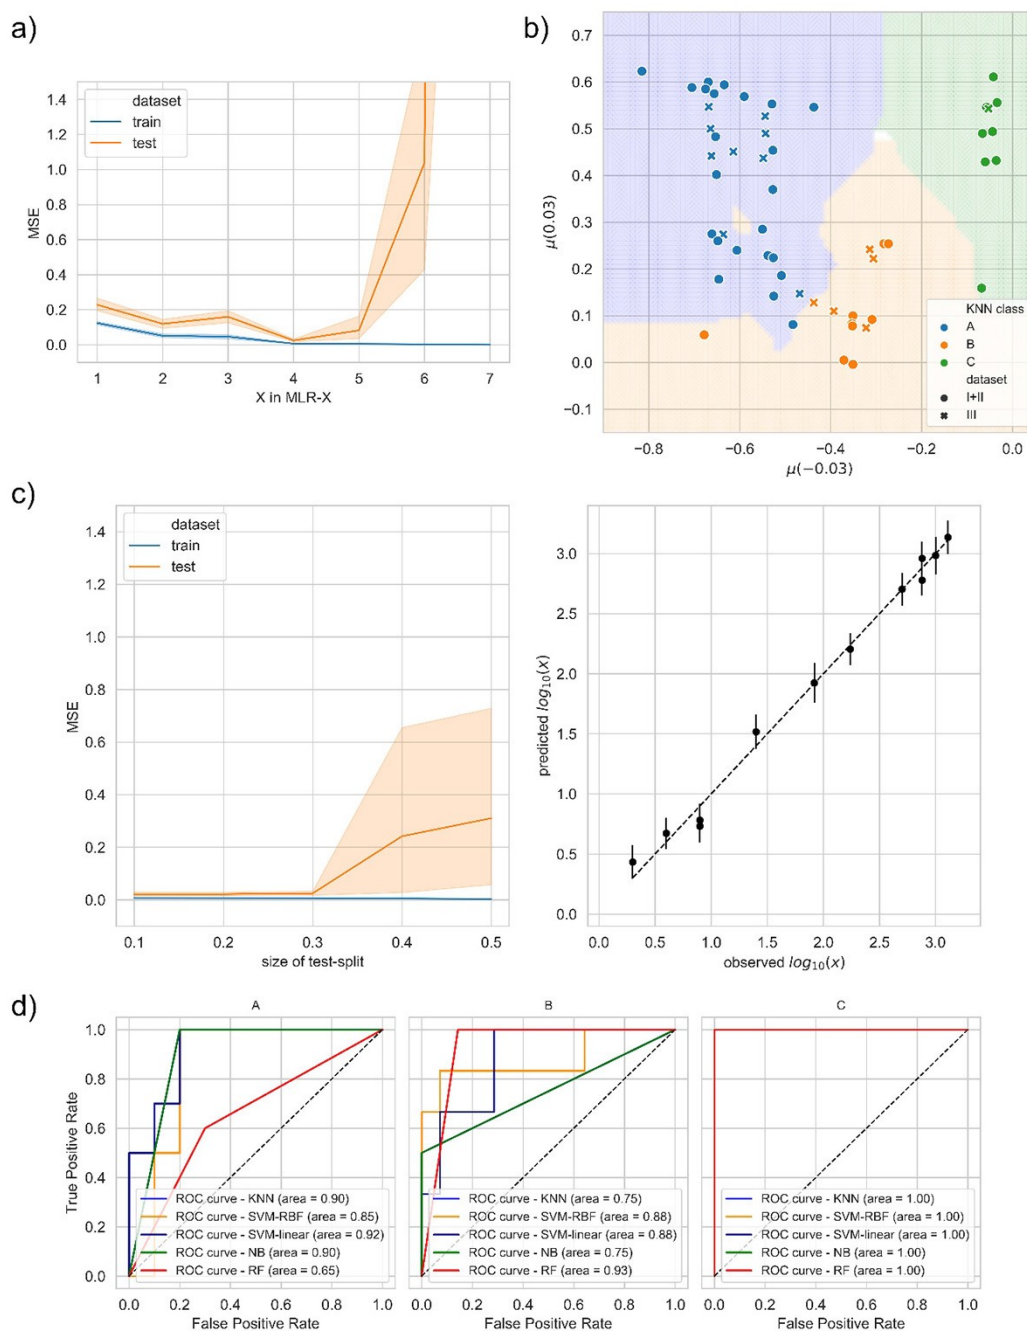 a)
1.4
1.2
1.0
0.8
0.6
0.4
0.2
0.0
MSE
dataset
train
test
1 2 3 4 5 6 7
X in MLR-X
b)
0.7
0.6
0.5
0.4
0.3
0.2
0.1
0.0
−0.1
μ(0.03)
KNN class
A
B
C
dataset
I+II
III
−0.8 −0.6 −0.4 −0.2 0.0
μ(−0.03)
c)
1.4
1.2
1.0
0.8
0.6
0.4
0.2
0.0
MSE
dataset
train
test
0.1 0.2 0.3 0.4 0.5
size of test-split
3.0
2.5
2.0
1.5
1.0
0.5
0.0
predicted log₁₀(x)
0.0 0.5 1.0 1.5 2.0 2.5 3.0
observed log₁₀(x)
d)
A
1.0
0.8
0.6
0.4
0.2
0.0
True Positive Rate
ROC curve - KNN (area = 0.90)
ROC curve - SVM-RBF (area = 0.85)
ROC curve - SVM-linear (area = 0.92)
ROC curve - NB (area = 0.90)
ROC curve - RF (area = 0.65)
0.0 0.2 0.4 0.6 0.8 1.0
False Positive Rate
B
ROC curve - KNN (area = 0.75)
ROC curve - SVM-RBF (area = 0.88)
ROC curve - SVM-linear (area = 0.88)
ROC curve - NB (area = 0.75)
ROC curve - RF (area = 0.93)
0.0 0.2 0.4 0.6 0.8 1.0
False Positive Rate
C
ROC curve - KNN (area = 1.00)
ROC curve - SVM-RBF (area = 1.00)
ROC curve - SVM-linear (area = 1.00)
ROC curve - NB (area = 1.00)
ROC curve - RF (area = 1.00)
0.0 0.2 0.4 0.6 0.8 1.0
False Positive Rate